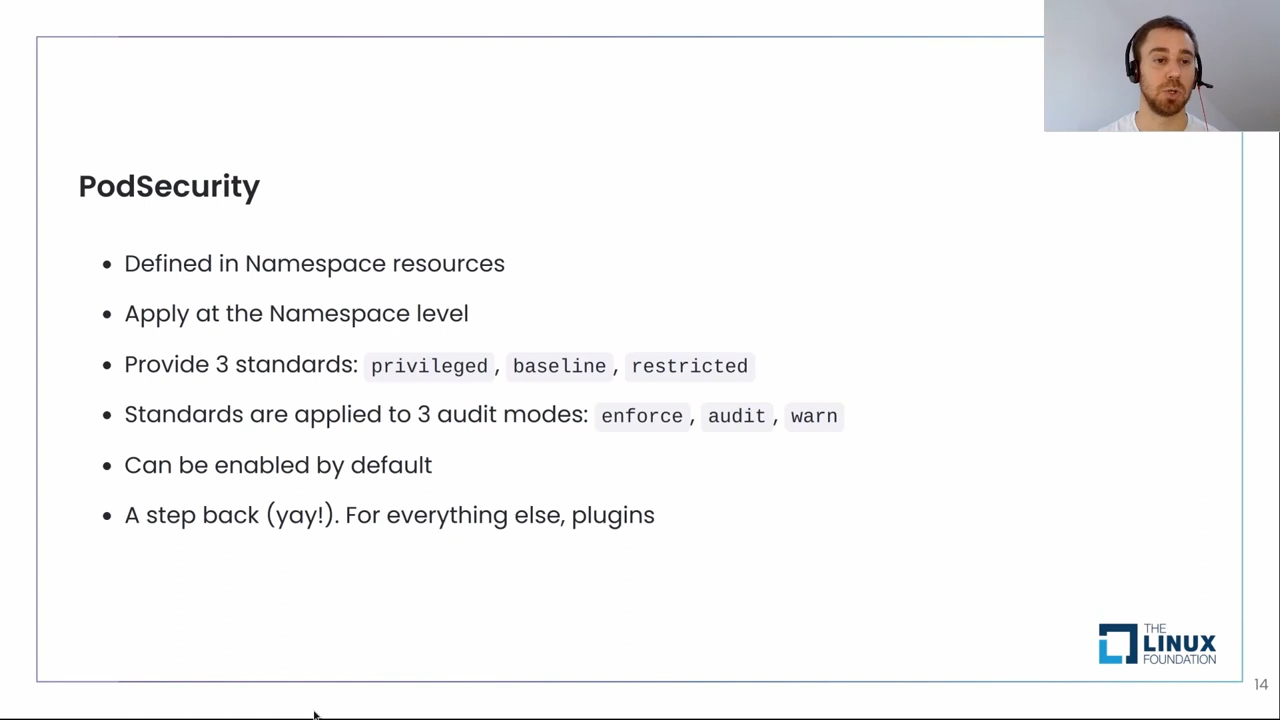 PodSecurity
Defined in Namespace resources
Apply at the Namespace level
Provide 3 standards: privileged, baseline, restricted
Standards are applied to 3 audit modes: enforce, audit, warn
Can be enabled by default
A step back (yay!). For everything else, plugins
THE
LINUX
FOUNDATION
14